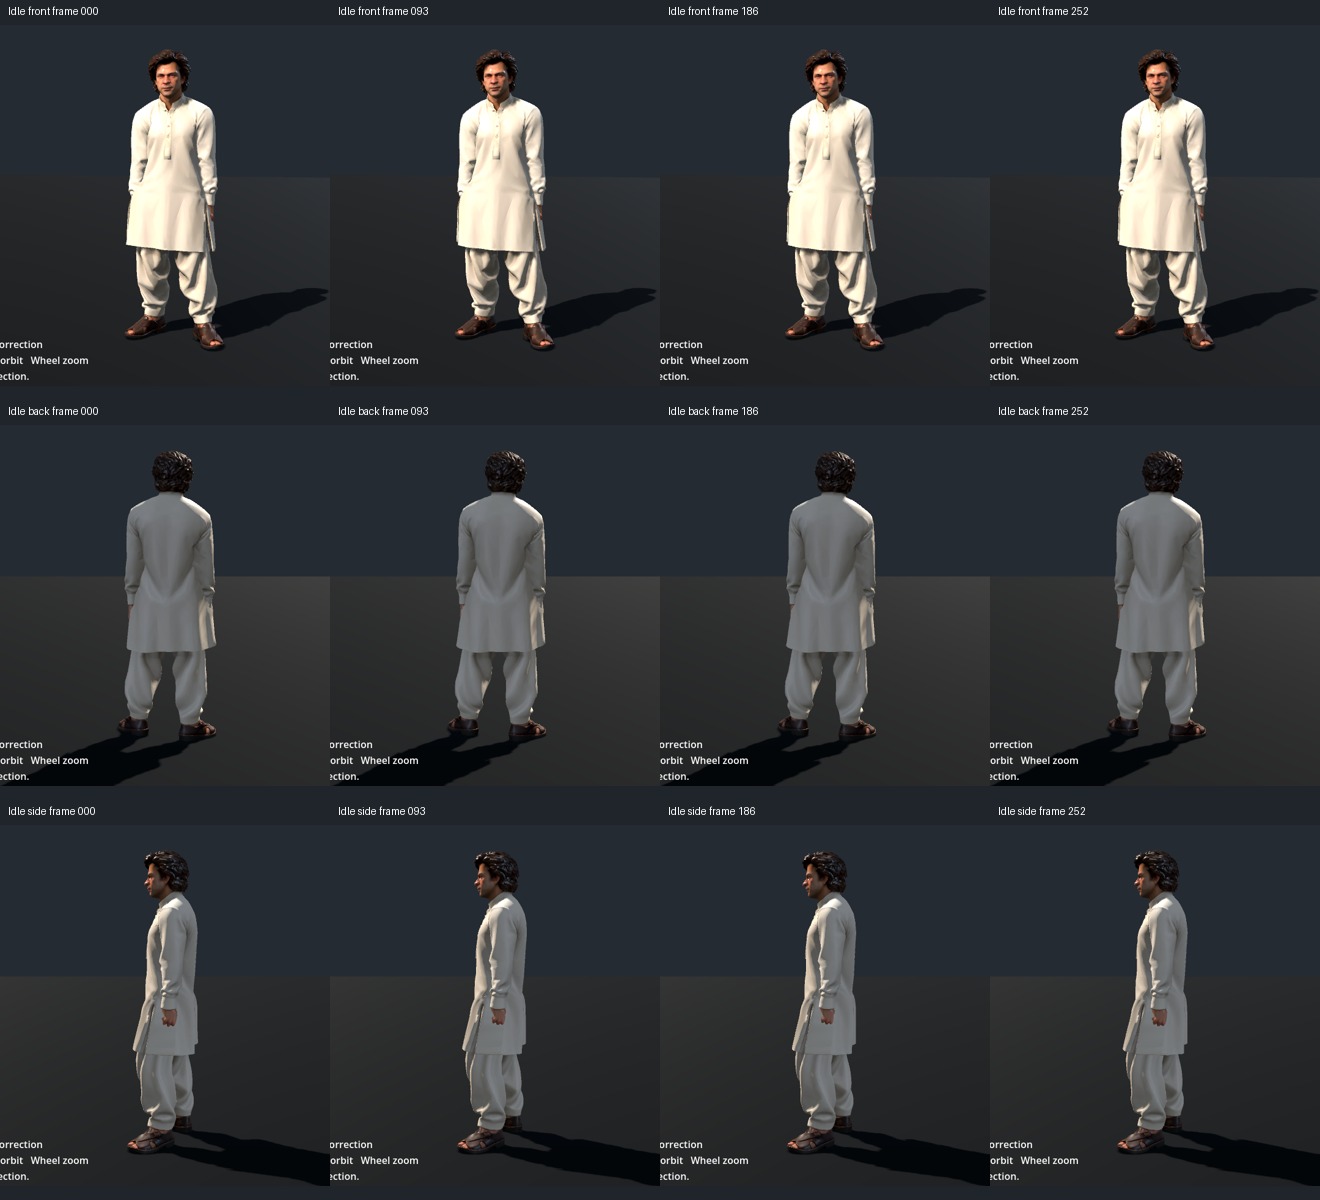 Idle front frame 000
Idle front frame 093
Idle front frame 186
Idle front frame 252
orrection
orbit Wheel zoom
ection.
orrection
orbit Wheel zoom
ection.
orrection
orbit Wheel zoom
ection.
orrection
orbit Wheel zoom
ection.
Idle back frame 000
Idle back frame 093
Idle back frame 186
Idle back frame 252
orrection
orbit Wheel zoom
ection.
orrection
orbit Wheel zoom
ection.
orrection
orbit Wheel zoom
ection.
orrection
orbit Wheel zoom
ection.
Idle side frame 000
Idle side frame 093
Idle side frame 186
Idle side frame 252
orrection
orbit Wheel zoom
ection.
orrection
orbit Wheel zoom
ection.
orrection
orbit Wheel zoom
ection.
orrection
orbit Wheel zoom
ection.